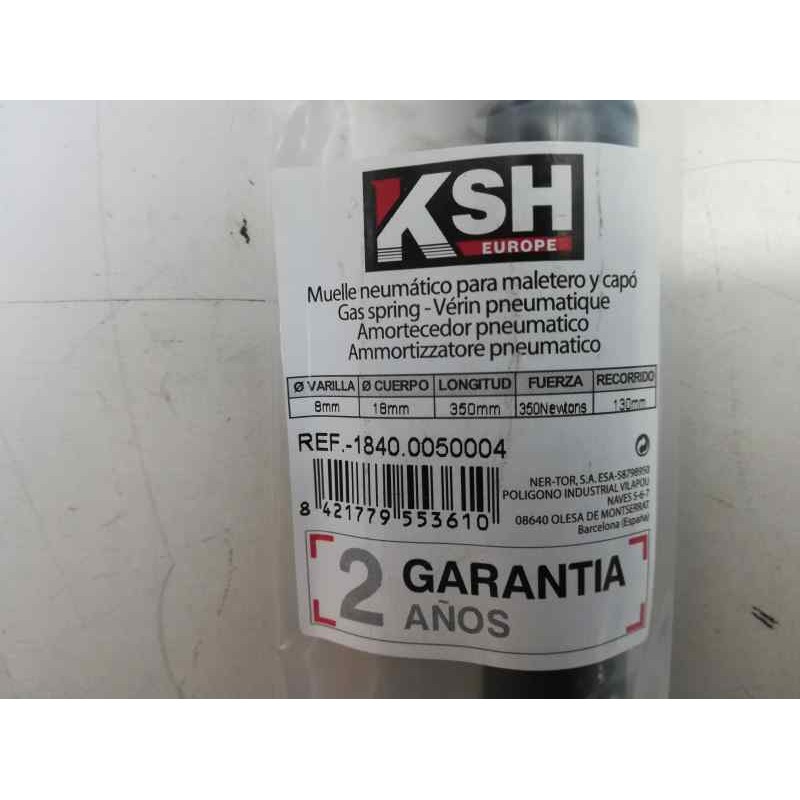 KSH
EUROPE
Muelle neumático para maletero y capó
Gas spring - Vérin pneumatique
Amortecedor pneumatico
Ammortizzatore pneumatico
Ø VARILLA Ø CUERPO LONGITUD FUERZA RECORRIDO
8mm 18mm 350mm 350Newtons 130mm
REF.-1840.0050004
8 421779 553610
NER-TOR, S.A. ESA-58798950
POLIGONO INDUSTRIAL VILAPOU
NAVES 5-6-7
08640 OLESA DE MONTSERRAT
Barcelona (España)
2 GARANTIA
AÑOS